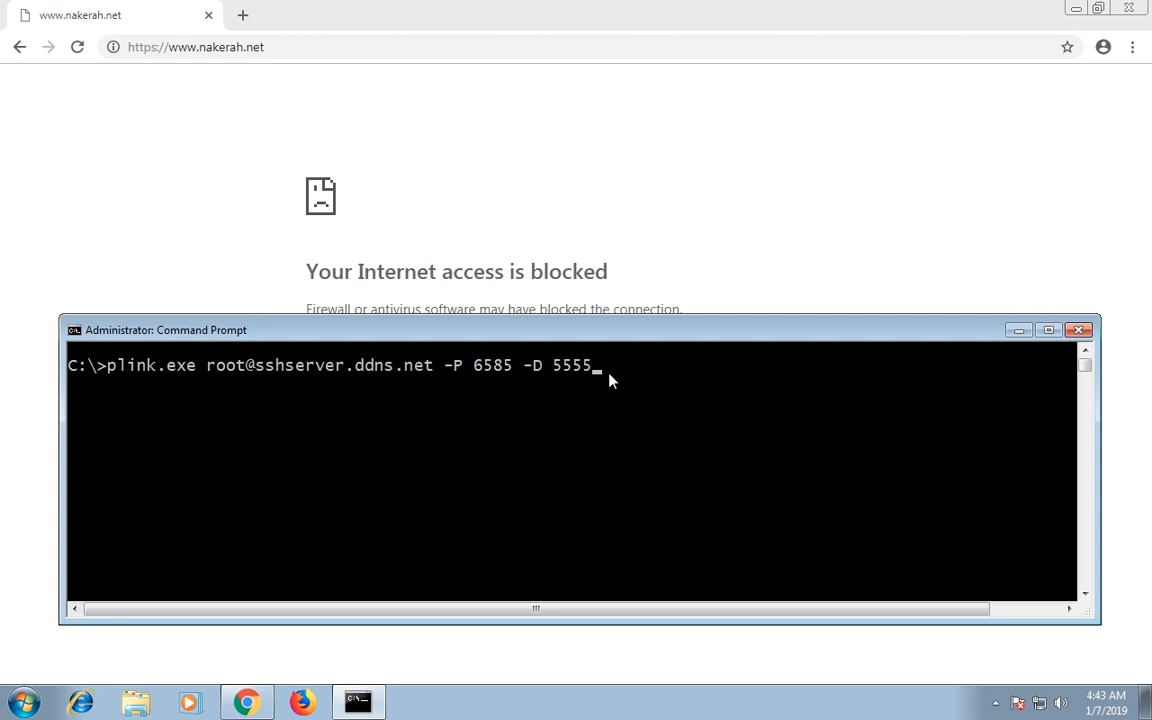 www.nakerah.net
https://www.nakerah.net
Your Internet access is blocked
Firewall or antivirus software may have blocked the connection.
Administrator: Command Prompt
C:\>plink.exe root@sshserver.ddns.net -P 6585 -D 5555_
4:43 AM
1/7/2019